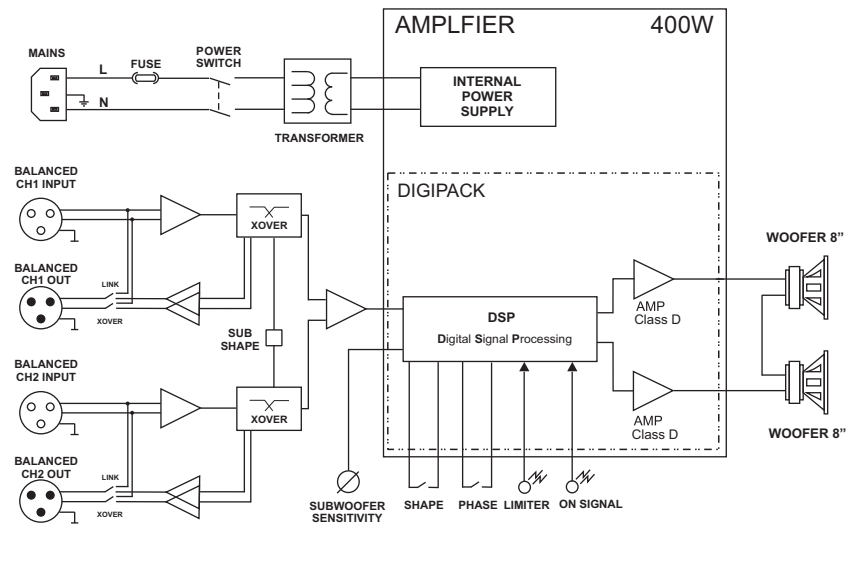 AMPLFIER 400W
MAINS
L
FUSE
POWER
SWITCH
N
TRANSFORMER
INTERNAL
POWER
SUPPLY
BALANCED
CH1 INPUT
XOVER
DIGIPACK
WOOFER 8”
BALANCED
CH1 OUT
LINK
XOVER
SUB
SHAPE
DSP
Digital Signal Processing
AMP
Class D
BALANCED
CH2 INPUT
XOVER
AMP
Class D
WOOFER 8”
BALANCED
CH2 OUT
LINK
XOVER
SUBWOOFER
SENSITIVITY
SHAPE
PHASE
LIMITER
ON SIGNAL